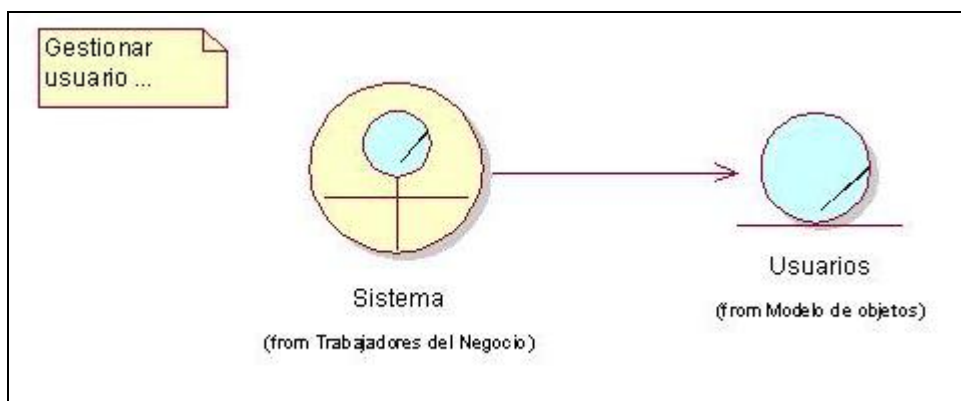 Gestionar
usuario ...
Sistema
(from Trabajadores del Negocio)
Usuarios
(from Modelo de objetos)